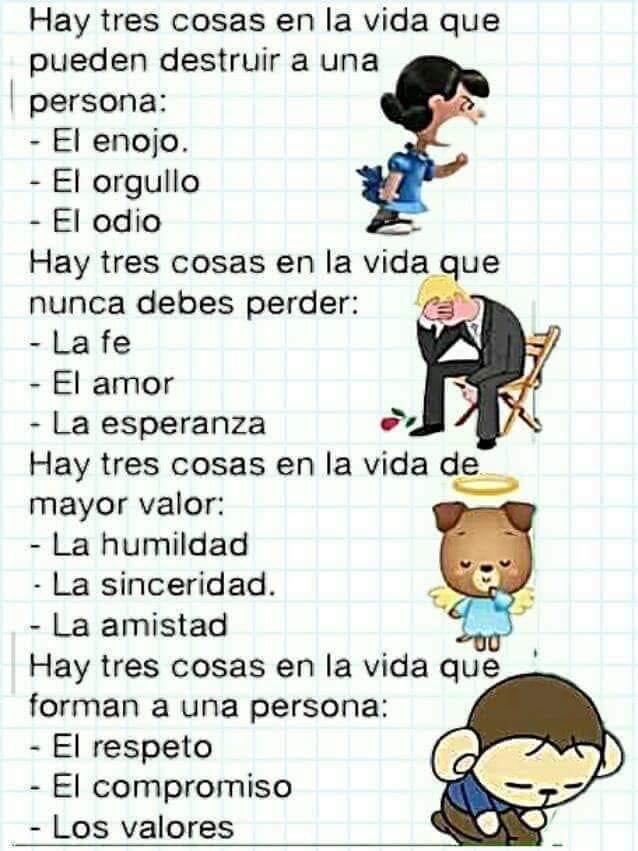 Hay tres cosas en la vida que
pueden destruir a una
persona:
- El enojo.
- El orgullo
- El odio
Hay tres cosas en la vida que
nunca debes perder:
- La fe
- El amor
- La esperanza
Hay tres cosas en la vida de
mayor valor:
- La humildad
- La sinceridad.
- La amistad
Hay tres cosas en la vida que
forman a una persona:
- El respeto
- El compromiso
- Los valores